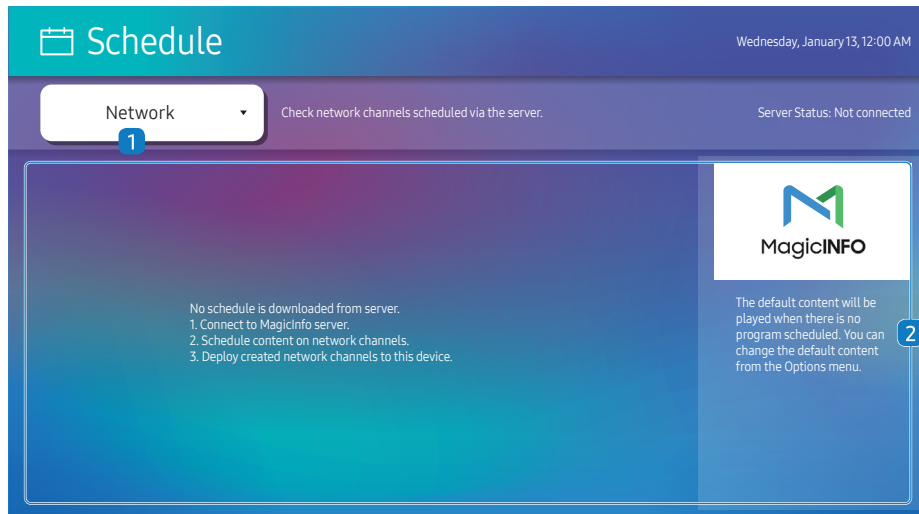 Schedule
Wednesday, January 13, 12:00 AM
Network
Check network channels scheduled via the server.
Server Status: Not connected
1
MagicINFO
No schedule is downloaded from server.
1. Connect to MagicInfo server.
2. Schedule content on network channels.
3. Deploy created network channels to this device.
The default content will be
played when there is no
program scheduled. You can
change the default content
from the Options menu.
2